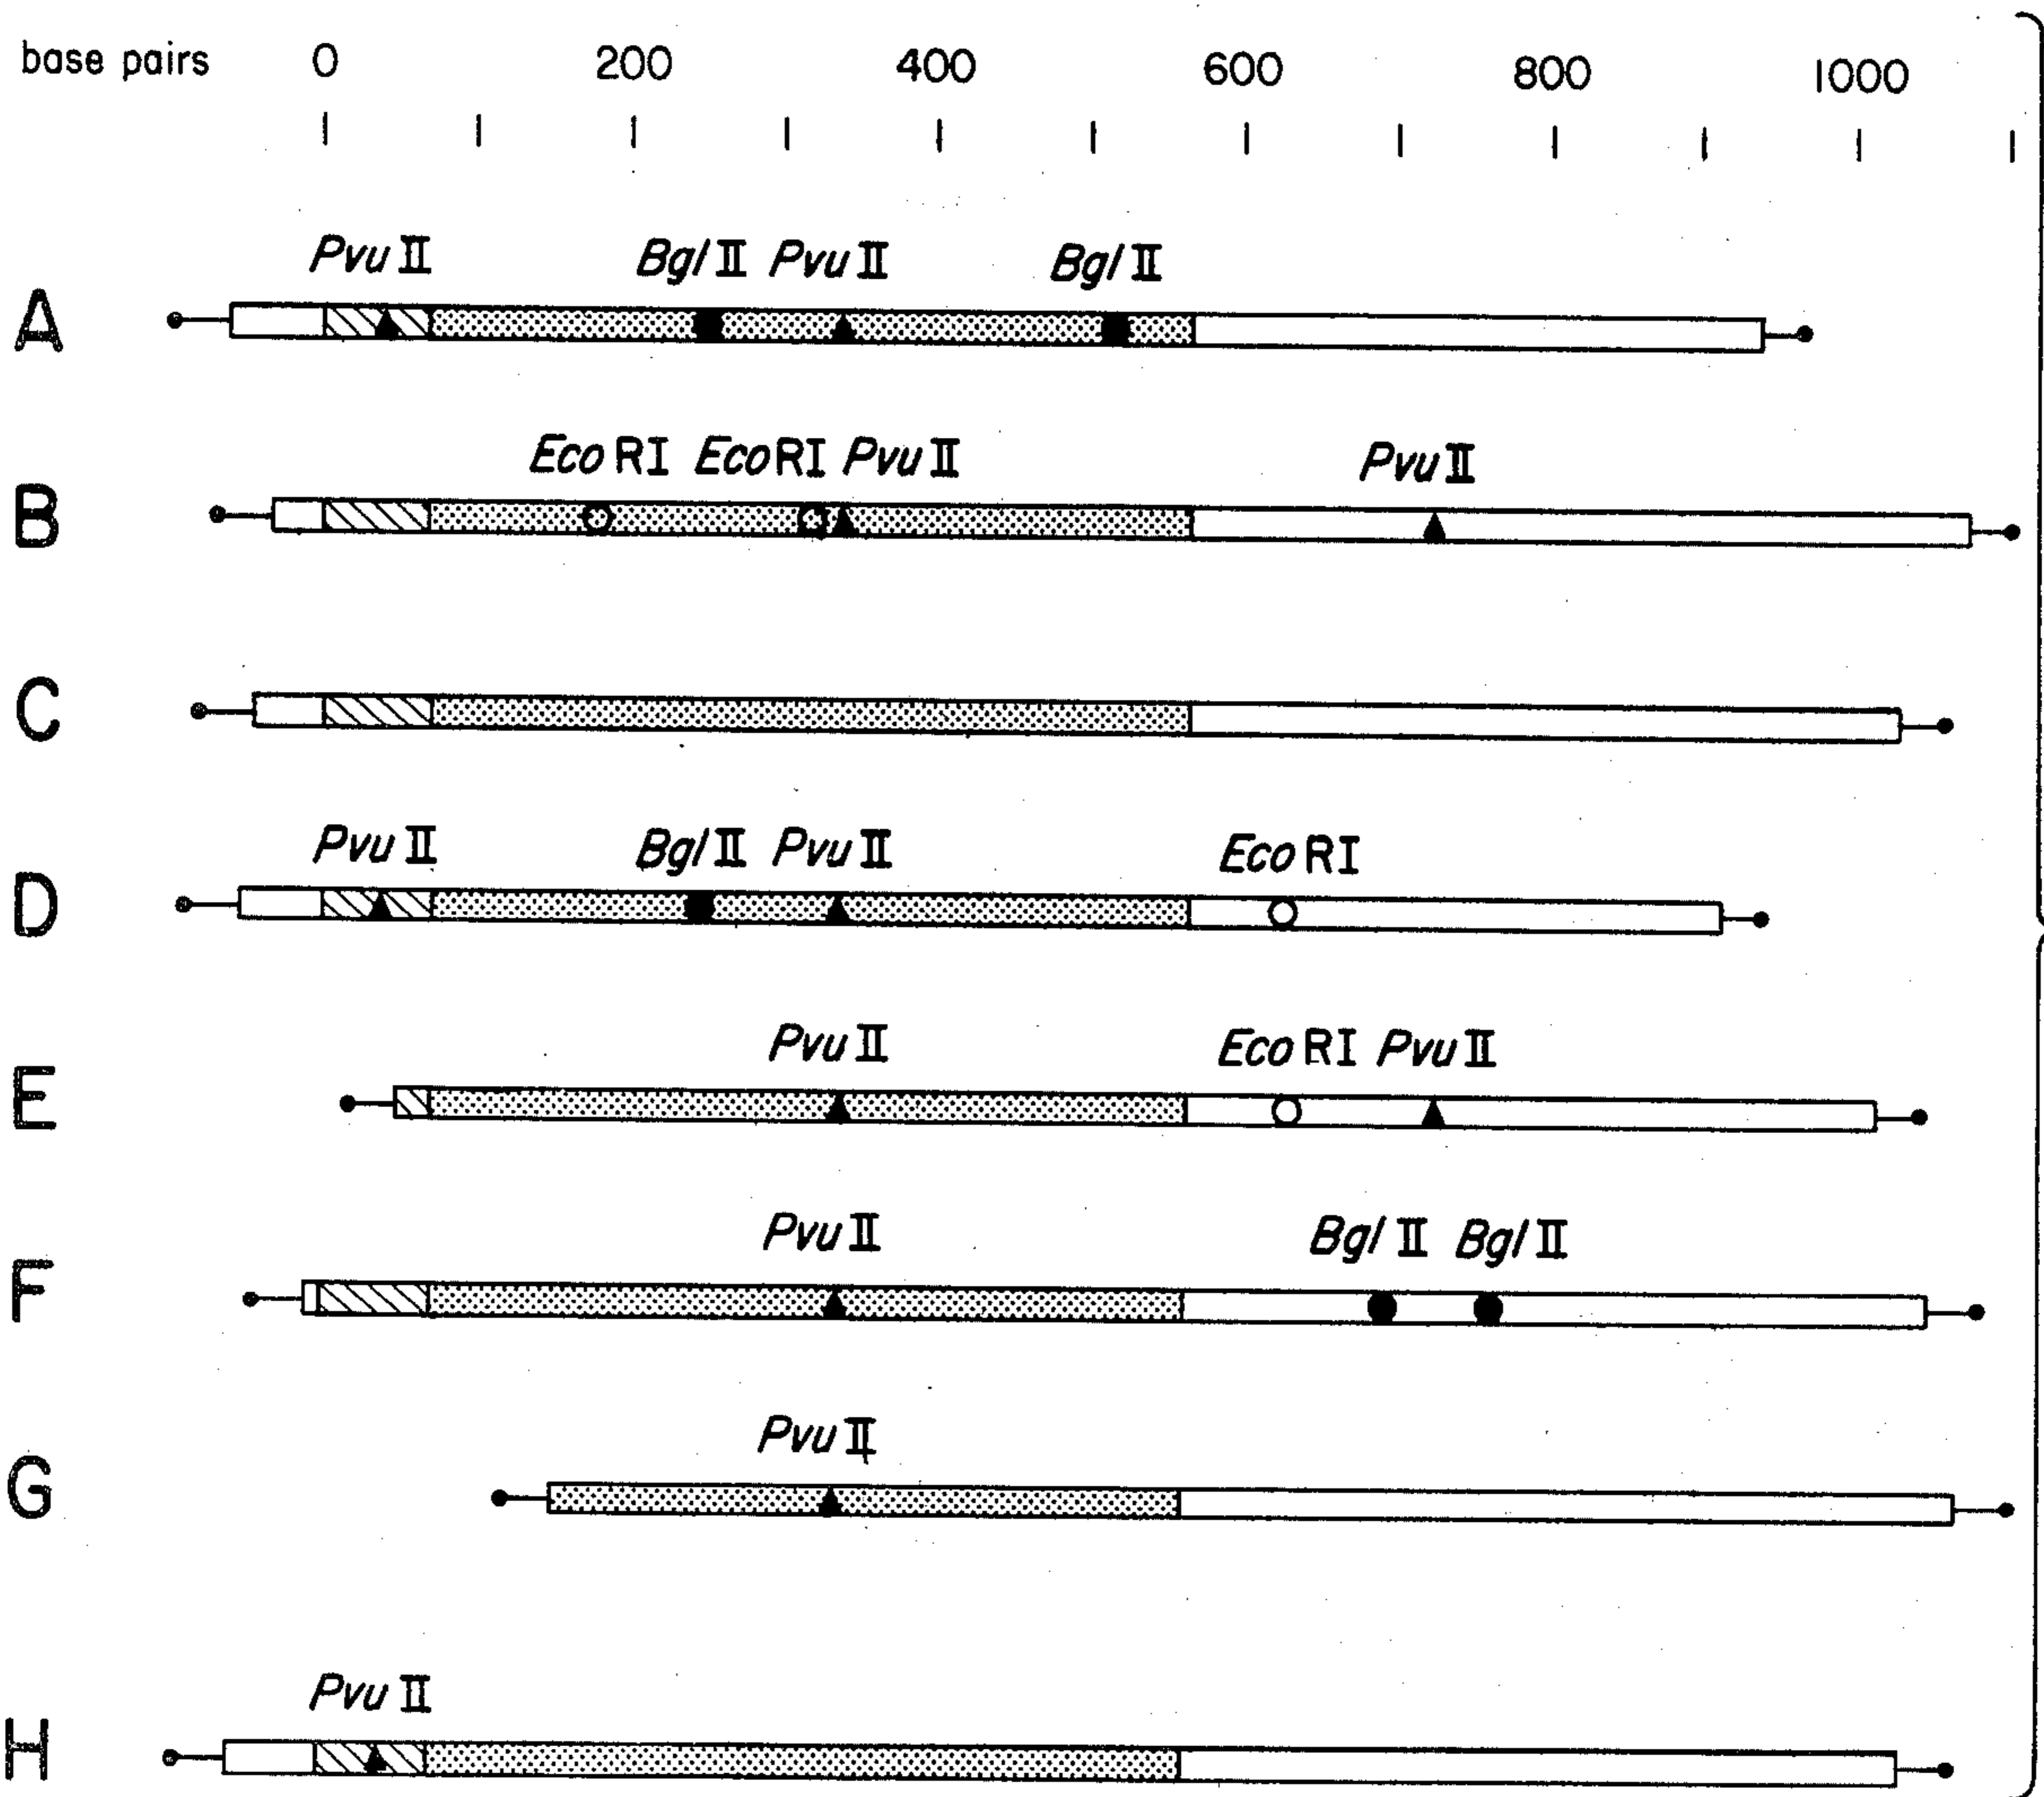 base pairs 0 200 400 600 800 1000
Pvu II Bgl II Pvu II Bgl II
A
Eco RI Eco RI Pvu II Pvu II
B
C
Pvu II Bgl II Pvu II Eco RI
D
Pvu II Eco RI Pvu II
E
Pvu II Bgl II Bgl II
F
Pvu II
G
Pvu II
H